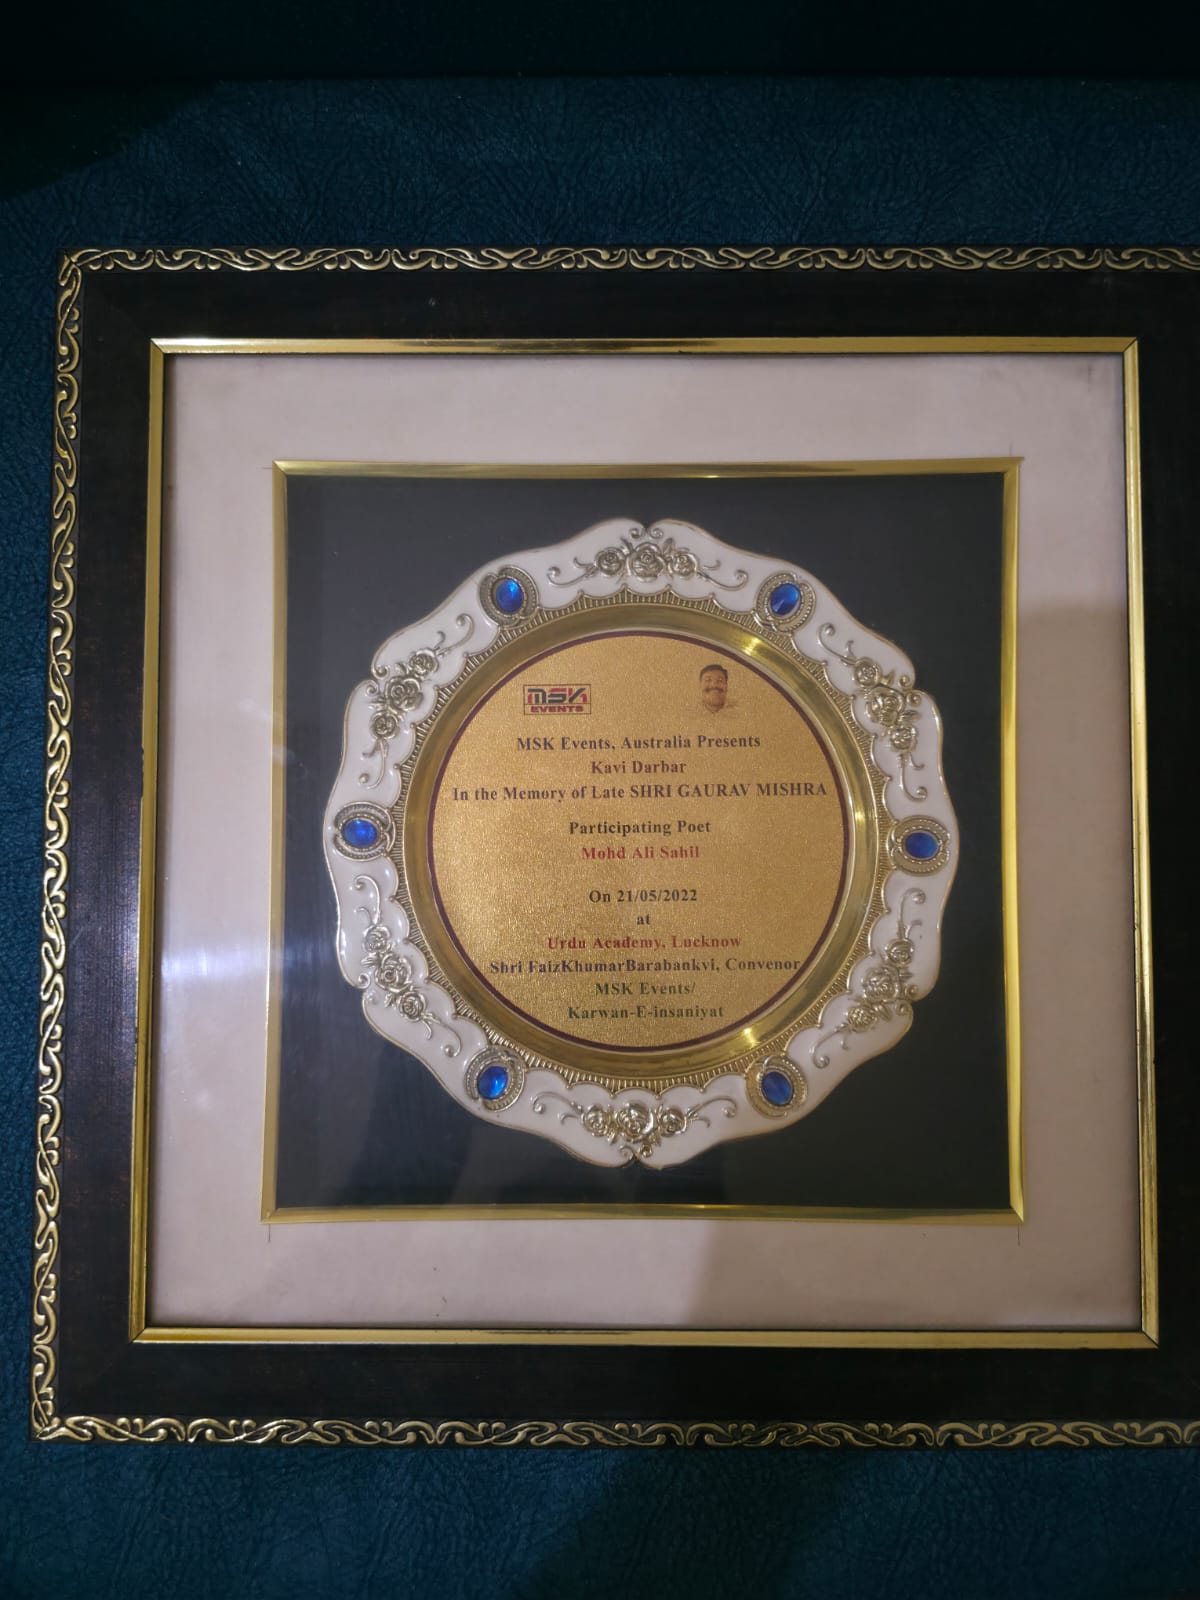 MSK
EVENTS
MSK Events, Australia Presents
Kavi Darbar
In the Memory of Late SHRI GAURAV MISHRA
Participating Poet
Mohd Ali Sahil
On 21/05/2022
at
Urdu Academy, Lucknow
Shri FaizKhumarBarabankvi, Convenor
MSK Events/
Karwan-E-insaniyat